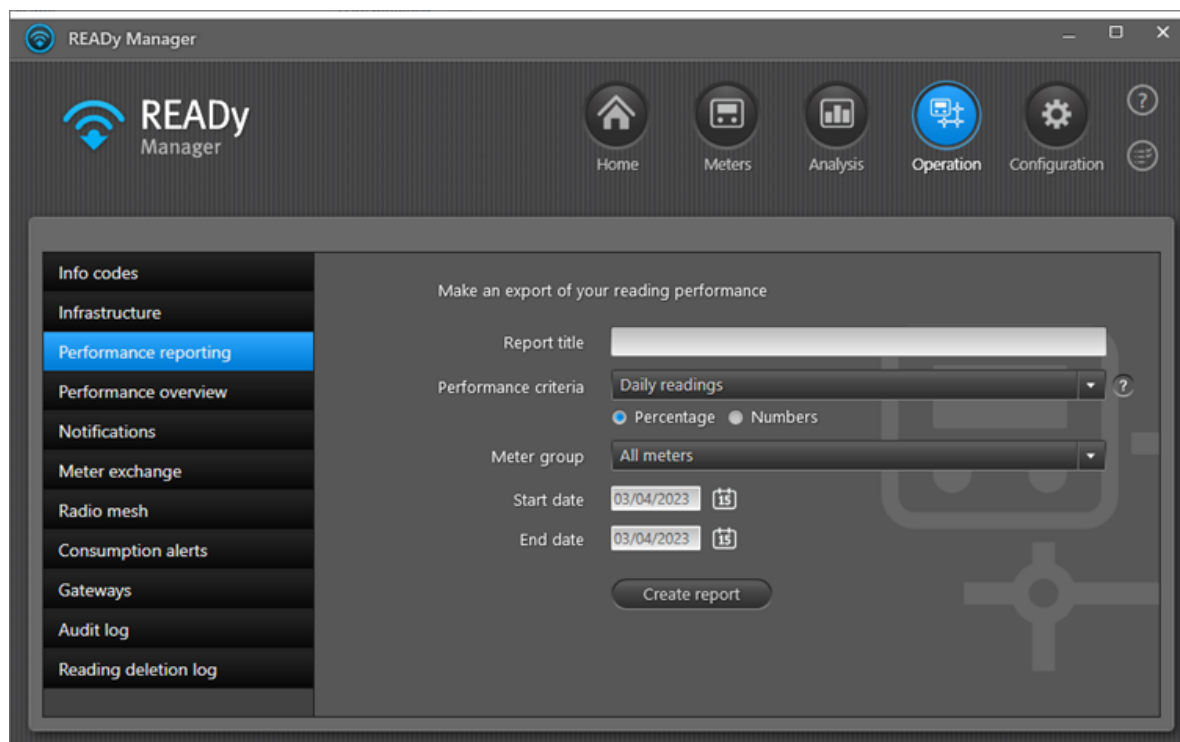 READy Manager
READy
Manager
Home
Meters
Analysis
Operation
Configuration
?
Info codes
Infrastructure
Performance reporting
Performance overview
Notifications
Meter exchange
Radio mesh
Consumption alerts
Gateways
Audit log
Reading deletion log
Make an export of your reading performance
Report title
Performance criteria
Daily readings
?
Percentage
Numbers
Meter group
All meters
Start date
03/04/2023
15
End date
03/04/2023
15
Create report